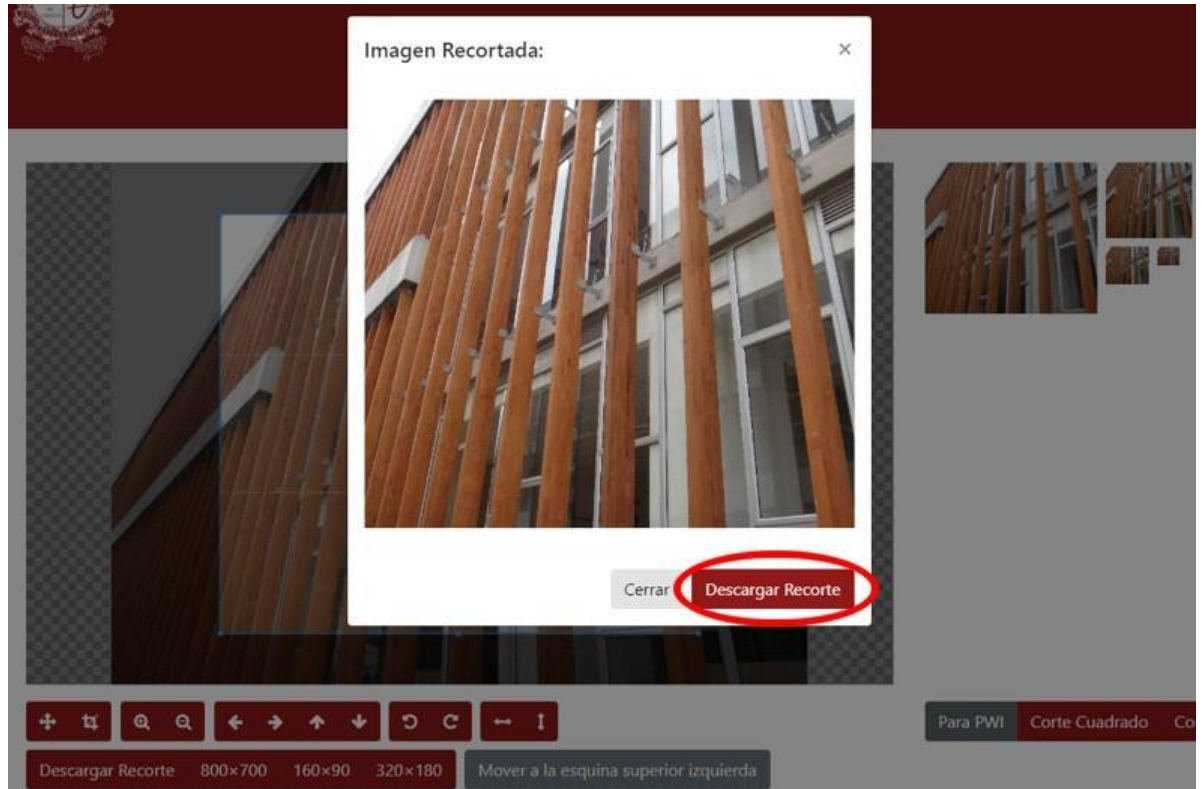 Imagen Recortada:
×
Cerrar
Descargar Recorte
Para PWI
Corte Cuadrado
Descargar Recorte
800×700
160×90
320×180
Mover a la esquina superior izquierda